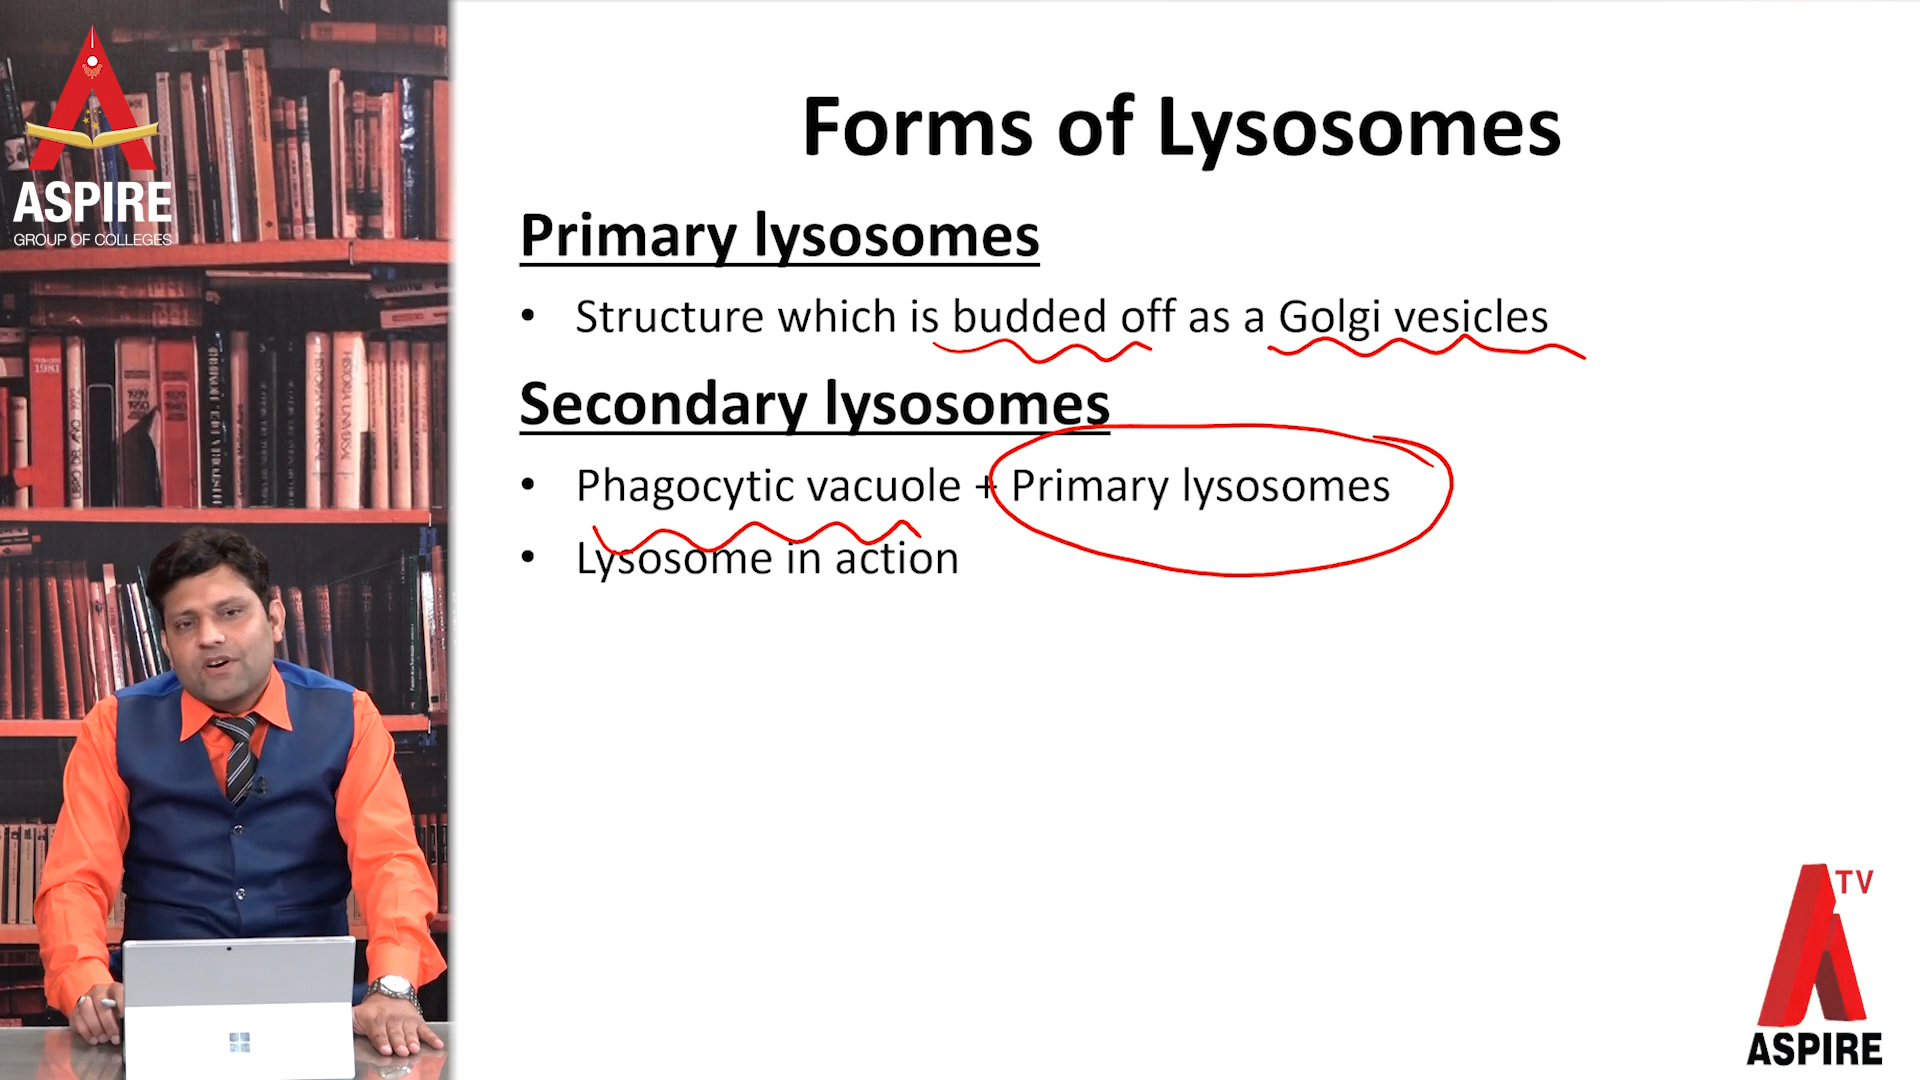 ASPIRE
GROUP OF COLLEGES
Forms of Lysosomes
Primary lysosomes
• Structure which is budded off as a Golgi vesicles
Secondary lysosomes
• Phagocytic vacuole + Primary lysosomes
• Lysosome in action
TV
ASPIRE
1981